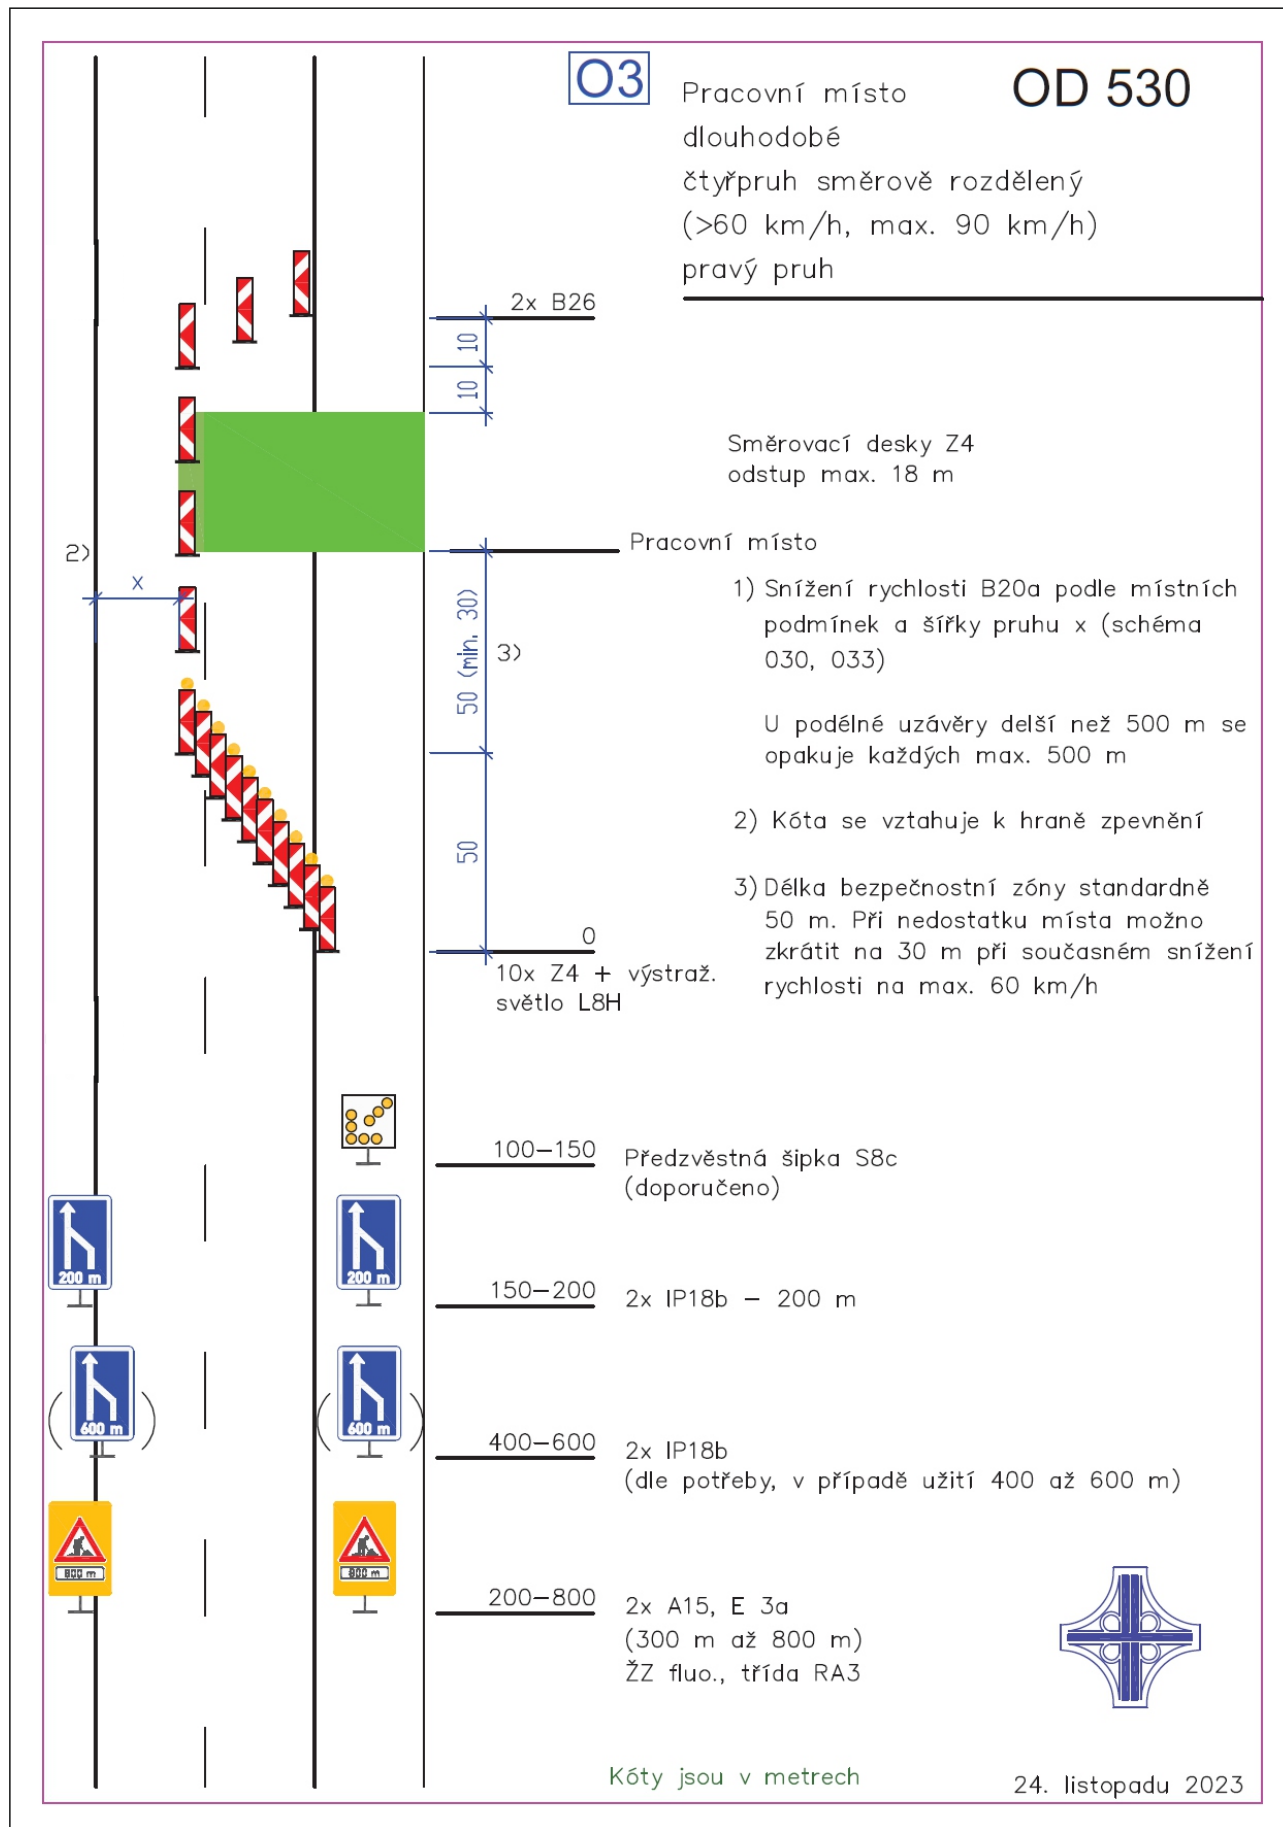 O3
OD 530
Pracovní místo
dlouhodobé
čtyřpruh směrově rozdělený
(>60 km/h, max. 90 km/h)
pravý pruh
2x B26
10
10
Směrovací desky Z4
odstup max. 18 m
2)
Pracovní místo
x
50 (min. 30)
3)
1) Snížení rychlosti B20a podle místních
podmínek a šířky pruhu x (schéma
030, 033)
U podélné uzávěry delší než 500 m se
opakuje každých max. 500 m
2) Kóta se vztahuje k hraně zpevnění
50
3) Délka bezpečnostní zóny standardně
50 m. Při nedostatku místa možno
zkrátit na 30 m při současném snížení
rychlosti na max. 60 km/h
0
10x Z4 + výstraž.
světlo L8H
100–150
Předzvěstná šipka S8c
(doporučeno)
200 m
200 m
150–200
2x IP18b – 200 m
600 m
600 m
400–600
2x IP18b
(dle potřeby, v případě užití 400 až 600 m)
800 m
800 m
200–800
2x A15, E 3a
(300 m až 800 m)
ŽZ fluo., třída RA3
Kóty jsou v metrech
24. listopadu 2023